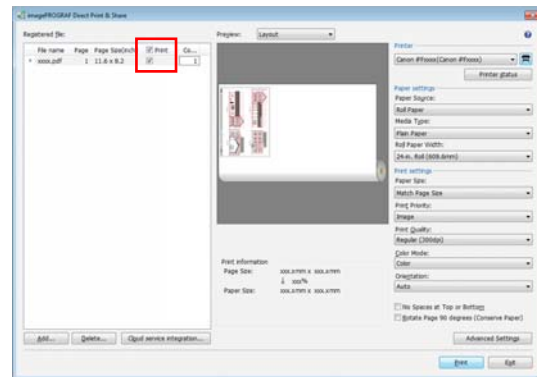 imagePROGRAF Direct Print & Share
Registered file:
File name Page Page Size(inch) Print Co...
xxxx.pdf 1 11.6 x 8.2 1
Add... Delete... Cloud service integration...
Preview: Layout
Print information
Page Size: xxx.xmm x xxx.xmm
↓ xxx%
Paper Size: xxx.xmm x xxx.xmm
Printer
Canon iPFxxxx(Canon iPFxxxx)
Printer status
Paper settings
Paper Source:
Roll Paper
Media Type:
Plain Paper
Roll Paper Width:
24-in. Roll (609.6mm)
Print settings
Paper Size:
Match Page Size
Print Priority:
Image
Print Quality:
Regular (300dpi)
Color Mode:
Color
Orientation:
Auto
No Spaces at Top or Bottom
Rotate Page 90 degrees (Conserve Paper)
Advanced Settings
Print Exit